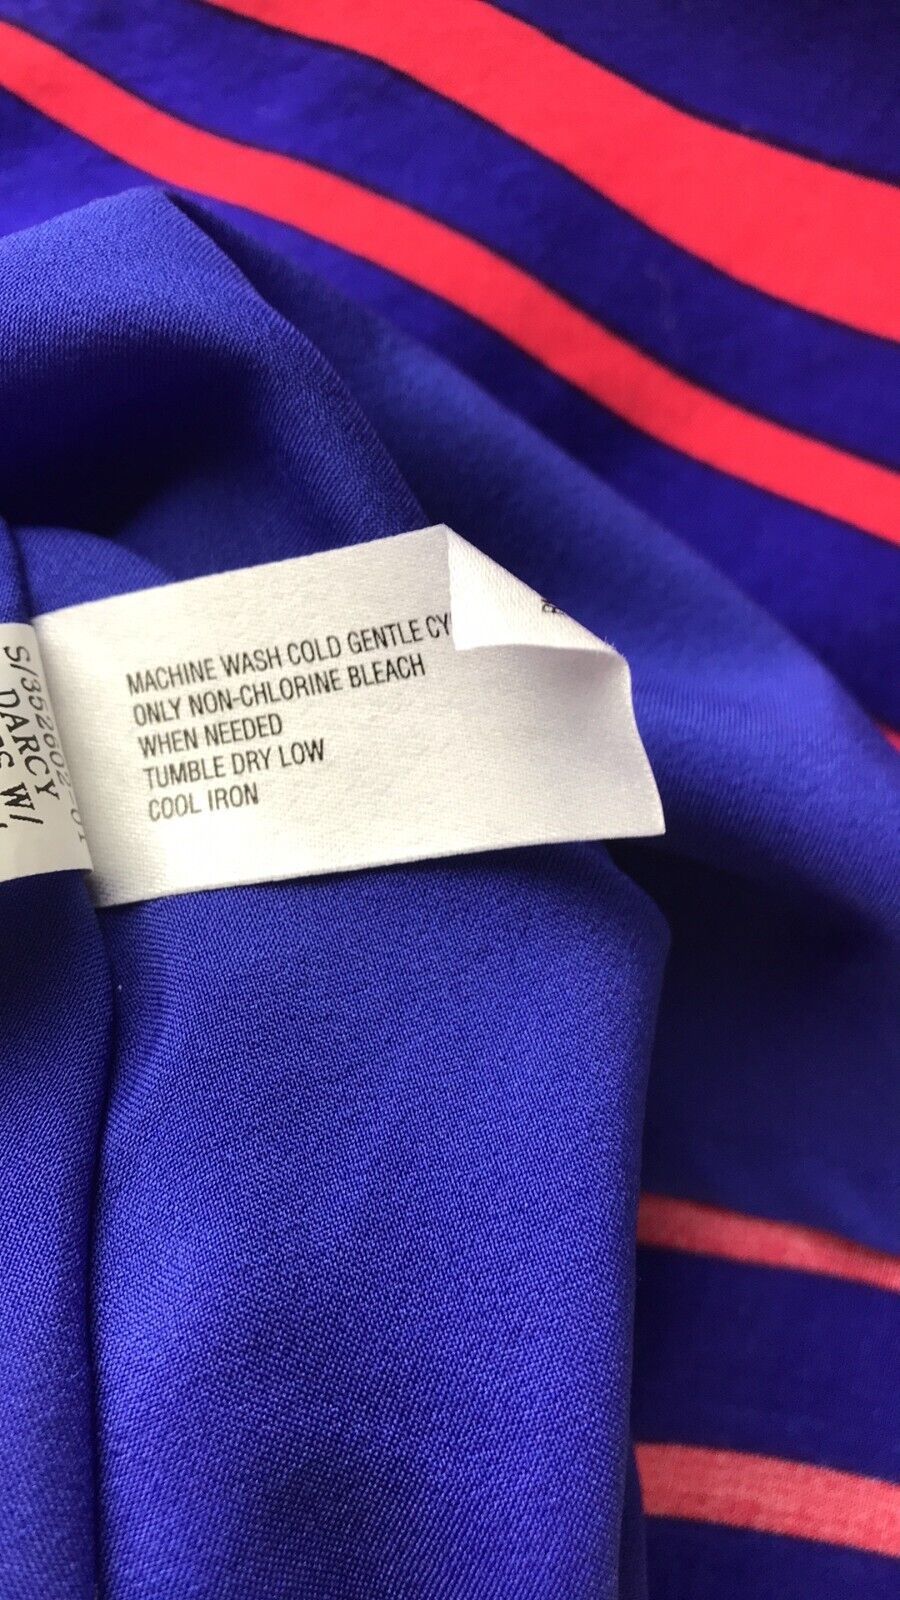 MACHINE WASH COLD GENTLE CY
ONLY NON-CHLORINE BLEACH
WHEN NEEDED
TUMBLE DRY LOW
COOL IRON
DARCY
W/